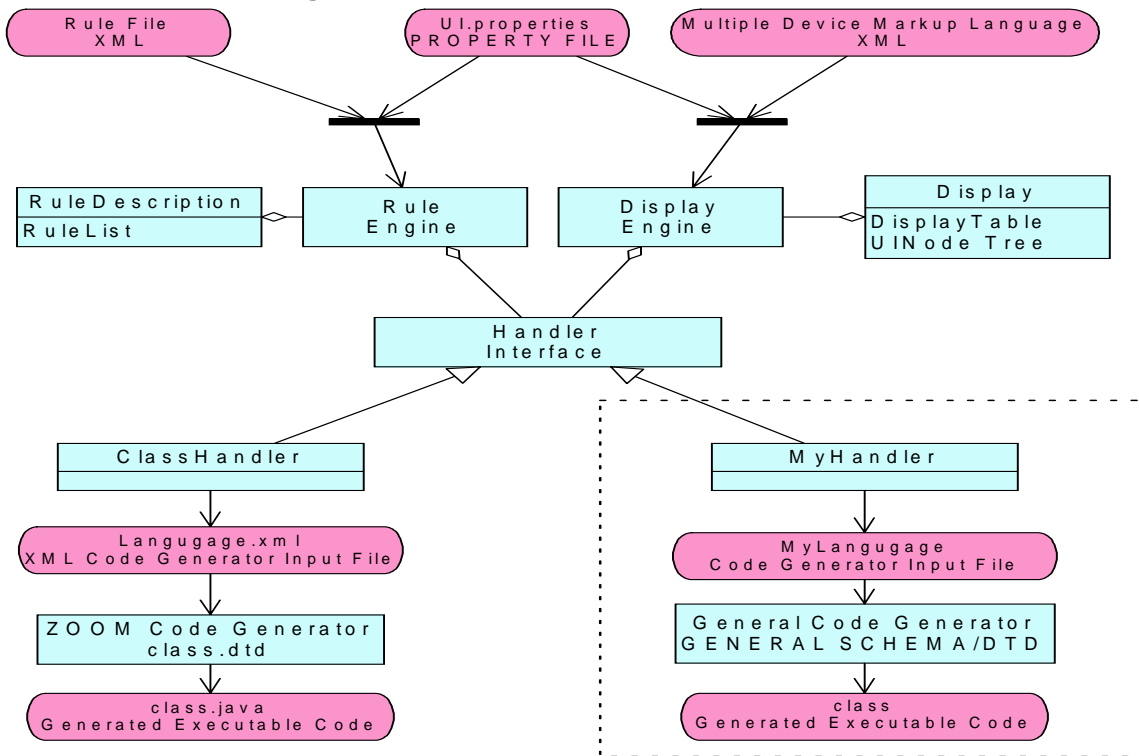 Rule File
XML
UI.properties
PROPERTY FILE
Multiple Device Markup Language
XML
RuleDescription
RuleList
Rule
Engine
Display
Engine
Display
DisplayTable
UINode Tree
Handler
Interface
ClassHandler
MyHandler
Langugage.xml
XML Code Generator Input File
MyLangugage
Code Generator Input File
ZOOM Code Generator
class.dtd
General Code Generator
GENERAL SCHEMA/DTD
class.java
Generated Executable Code
class
Generated Executable Code